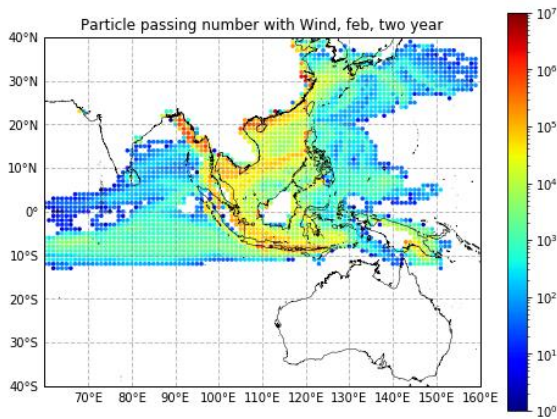 Particle passing number with Wind, feb, two year
40°N
30°N
20°N
10°N
0°
10°S
20°S
30°S
40°S
70°E 80°E 90°E 100°E 110°E 120°E 130°E 140°E 150°E 160°E
10⁷
10⁶
10⁵
10⁴
10³
10²
10¹
10⁰